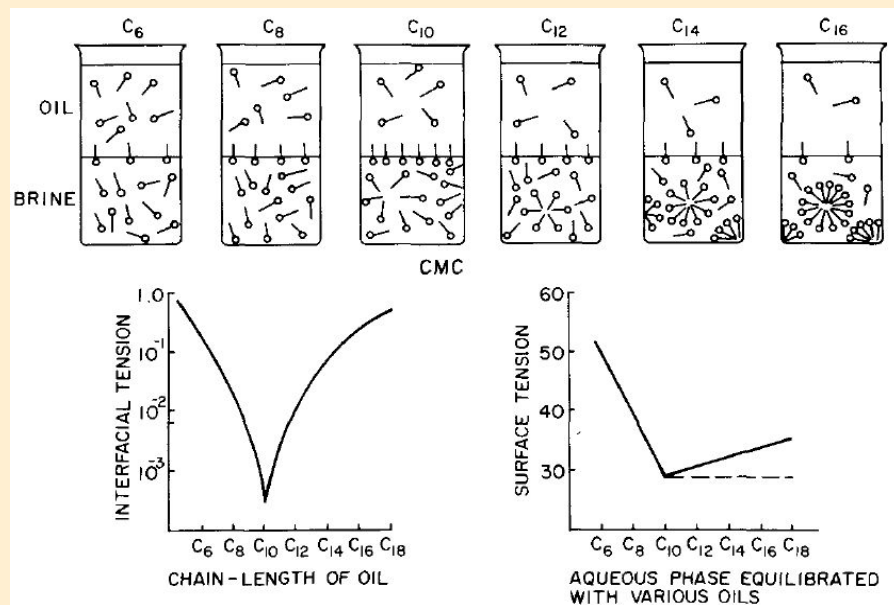 C6 C8 C10 C12 C14 C16
OIL
BRINE
CMC
INTERFACIAL TENSION
1.0
10-1
10-2
10-3
C6 C8 C10 C12 C14 C16 C18
CHAIN-LENGTH OF OIL
SURFACE TENSION
60
50
40
30
C6 C8 C10 C12 C14 C16 C18
AQUEOUS PHASE EQUILIBRATED
WITH VARIOUS OILS